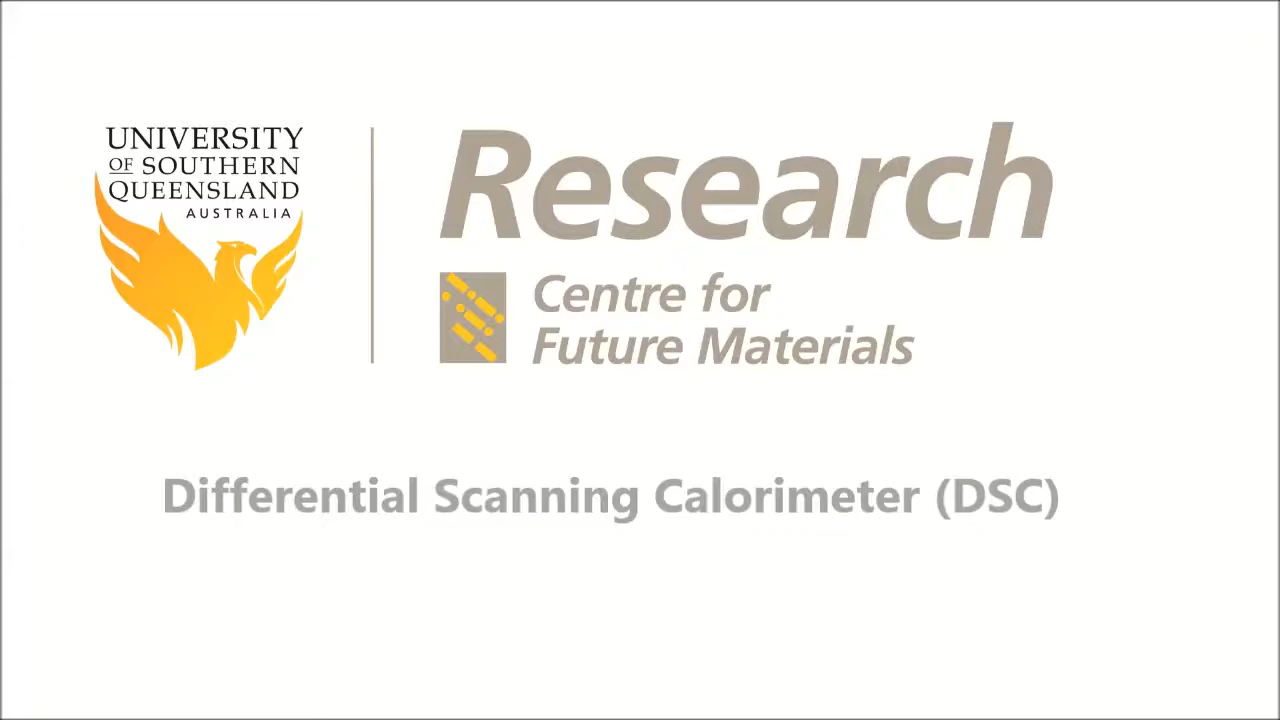 UNIVERSITY
OF SOUTHERN
QUEENSLAND
AUSTRALIA
Research
Centre for
Future Materials
Differential Scanning Calorimeter (DSC)